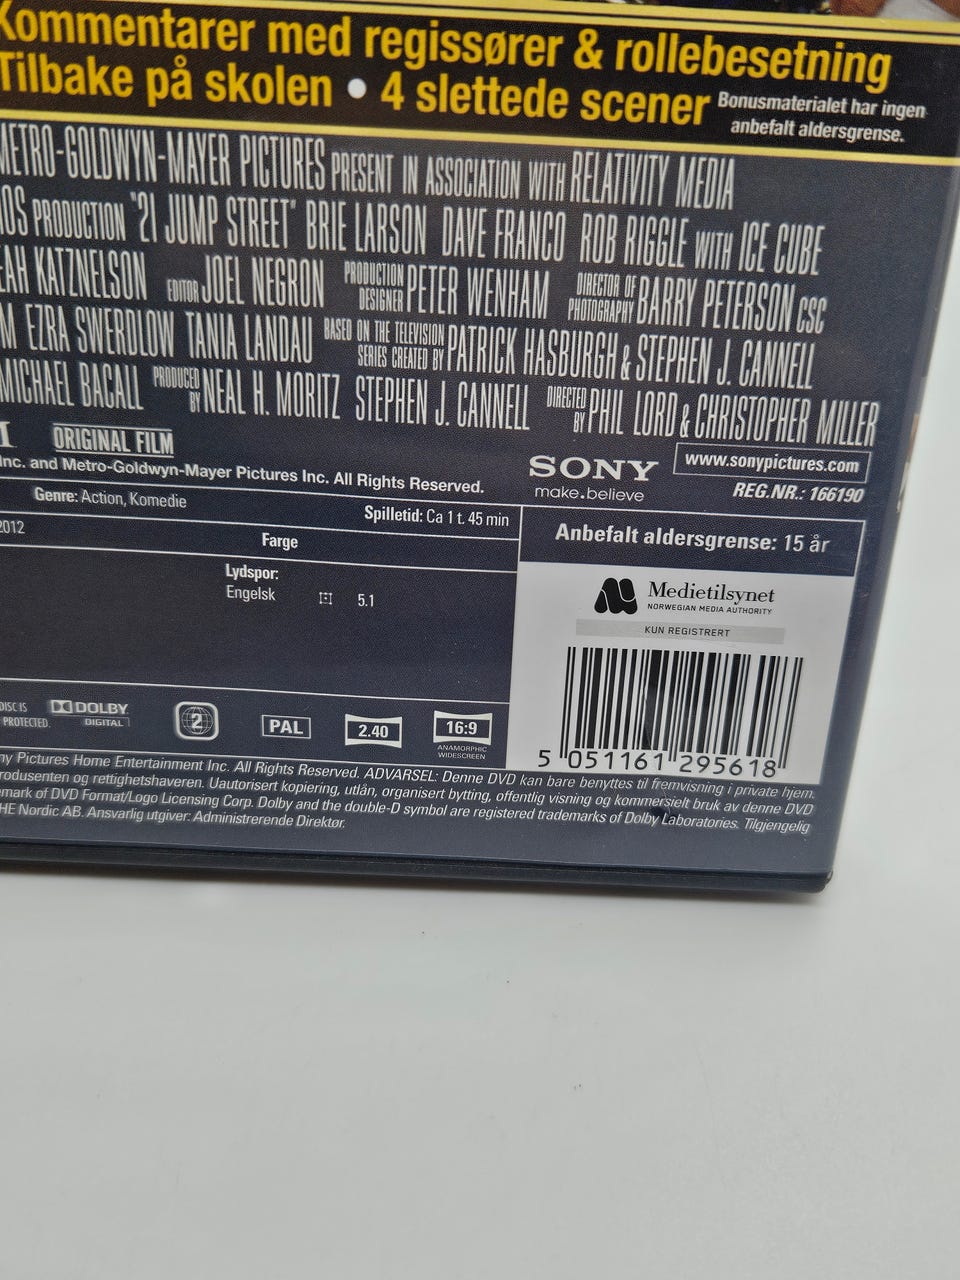 Kommentarer med regissører & rollebesetning
Tilbake på skolen • 4 slettede scener Bonusmaterialet har ingen
anbefalt aldersgrense.
METRO-GOLDWYN-MAYER PICTURES PRESENT IN ASSOCIATION WITH RELATIVITY MEDIA
PRODUCTION "21 JUMP STREET" BRIE LARSON DAVE FRANCO ROB RIGGLE WITH ICE CUBE
KATZNELSON EDITOR JOEL NEGRON PRODUCTION DESIGNER PETER WENHAM DIRECTOR OF PHOTOGRAPHY BARRY PETERSON CSC
EZRA SWERDLOW TANIA LANDAU BASED ON THE TELEVISION SERIES CREATED BY PATRICK HASBURGH & STEPHEN J. CANNELL
MICHAEL BACALL PRODUCED BY NEAL H. MORITZ STEPHEN J. CANNELL DIRECTED BY PHIL LORD & CHRISTOPHER MILLER
ORIGINAL FILM
Inc. and Metro-Goldwyn-Mayer Pictures Inc. All Rights Reserved.
SONY
make.believe
www.sonypictures.com
REG.NR.: 166190
Genre: Action, Komedie
Spilletid: Ca 1 t. 45 min
2012
Farge
Anbefalt aldersgrense: 15 år
Lydspor:
Engelsk 5.1
Medietilsynet
NORWEGIAN MEDIA AUTHORITY
KUN REGISTRERT
DISC IS
PROTECTED.
DOLBY
DIGITAL
2
PAL
2.40
16:9
ANAMORPHIC
WIDESCREEN
5 051161 295618
Pictures Home Entertainment Inc. All Rights Reserved. ADVARSEL: Denne DVD kan bare benyttes til fremvisning i private hjem.
og rettighetshaveren. Uautorisert kopiering, utlån, organisert bytting, offentlig visning og kommersielt bruk av denne DVD
of DVD Format/Logo Licensing Corp. Dolby and the double-D symbol are registered trademarks of Dolby Laboratories. Tilgjengelig
Nordic AB. Ansvarlig utgiver: Administrerende Direktør.